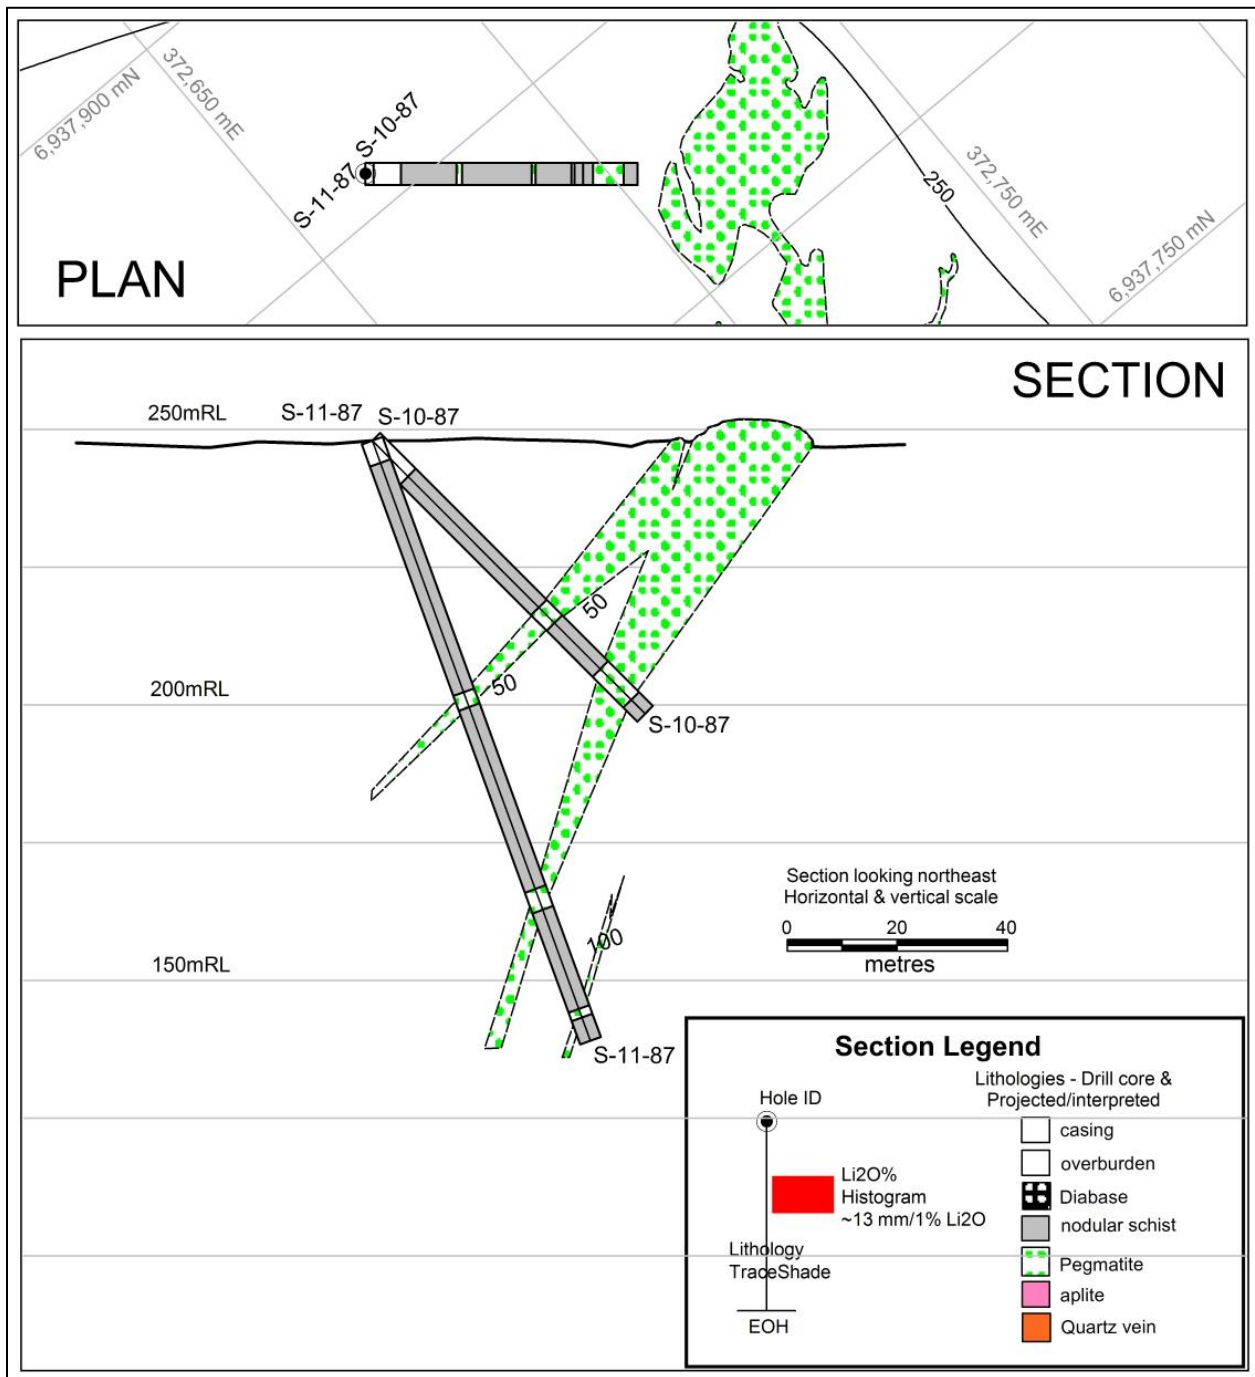 6,937,900 mN
372,650 mE
S-11-87
S-10-87
250
372,750 mE
6,937,750 mN
PLAN
SECTION
250mRL
S-11-87
S-10-87
50
50
200mRL
S-10-87
Section looking northeast
Horizontal & vertical scale
0 20 40
metres
100
150mRL
S-11-87
Section Legend
Hole ID
Li2O%
Histogram
~13 mm/1% Li2O
Lithology
TraceShade
EOH
Lithologies - Drill core &
Projected/interpreted
casing
overburden
Diabase
nodular schist
Pegmatite
aplite
Quartz vein